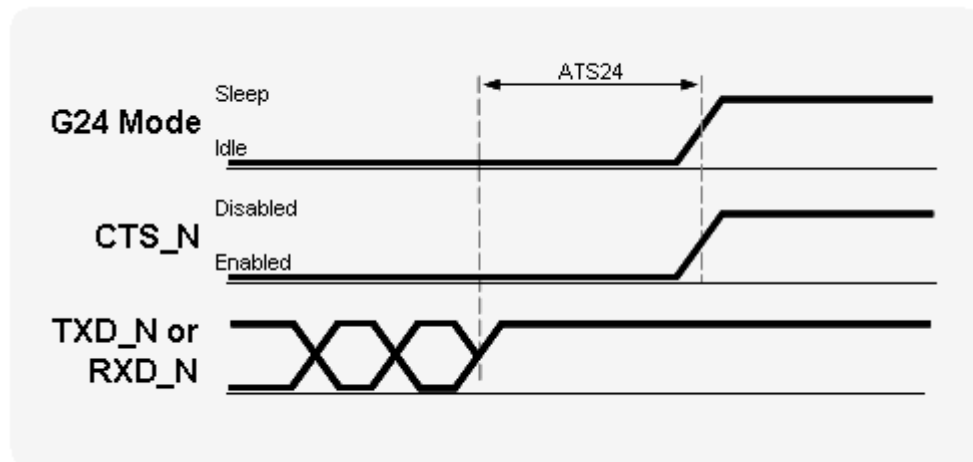 ATS24
Sleep
G24 Mode
Idle
Disabled
CTS_N
Enabled
TXD_N or
RXD_N